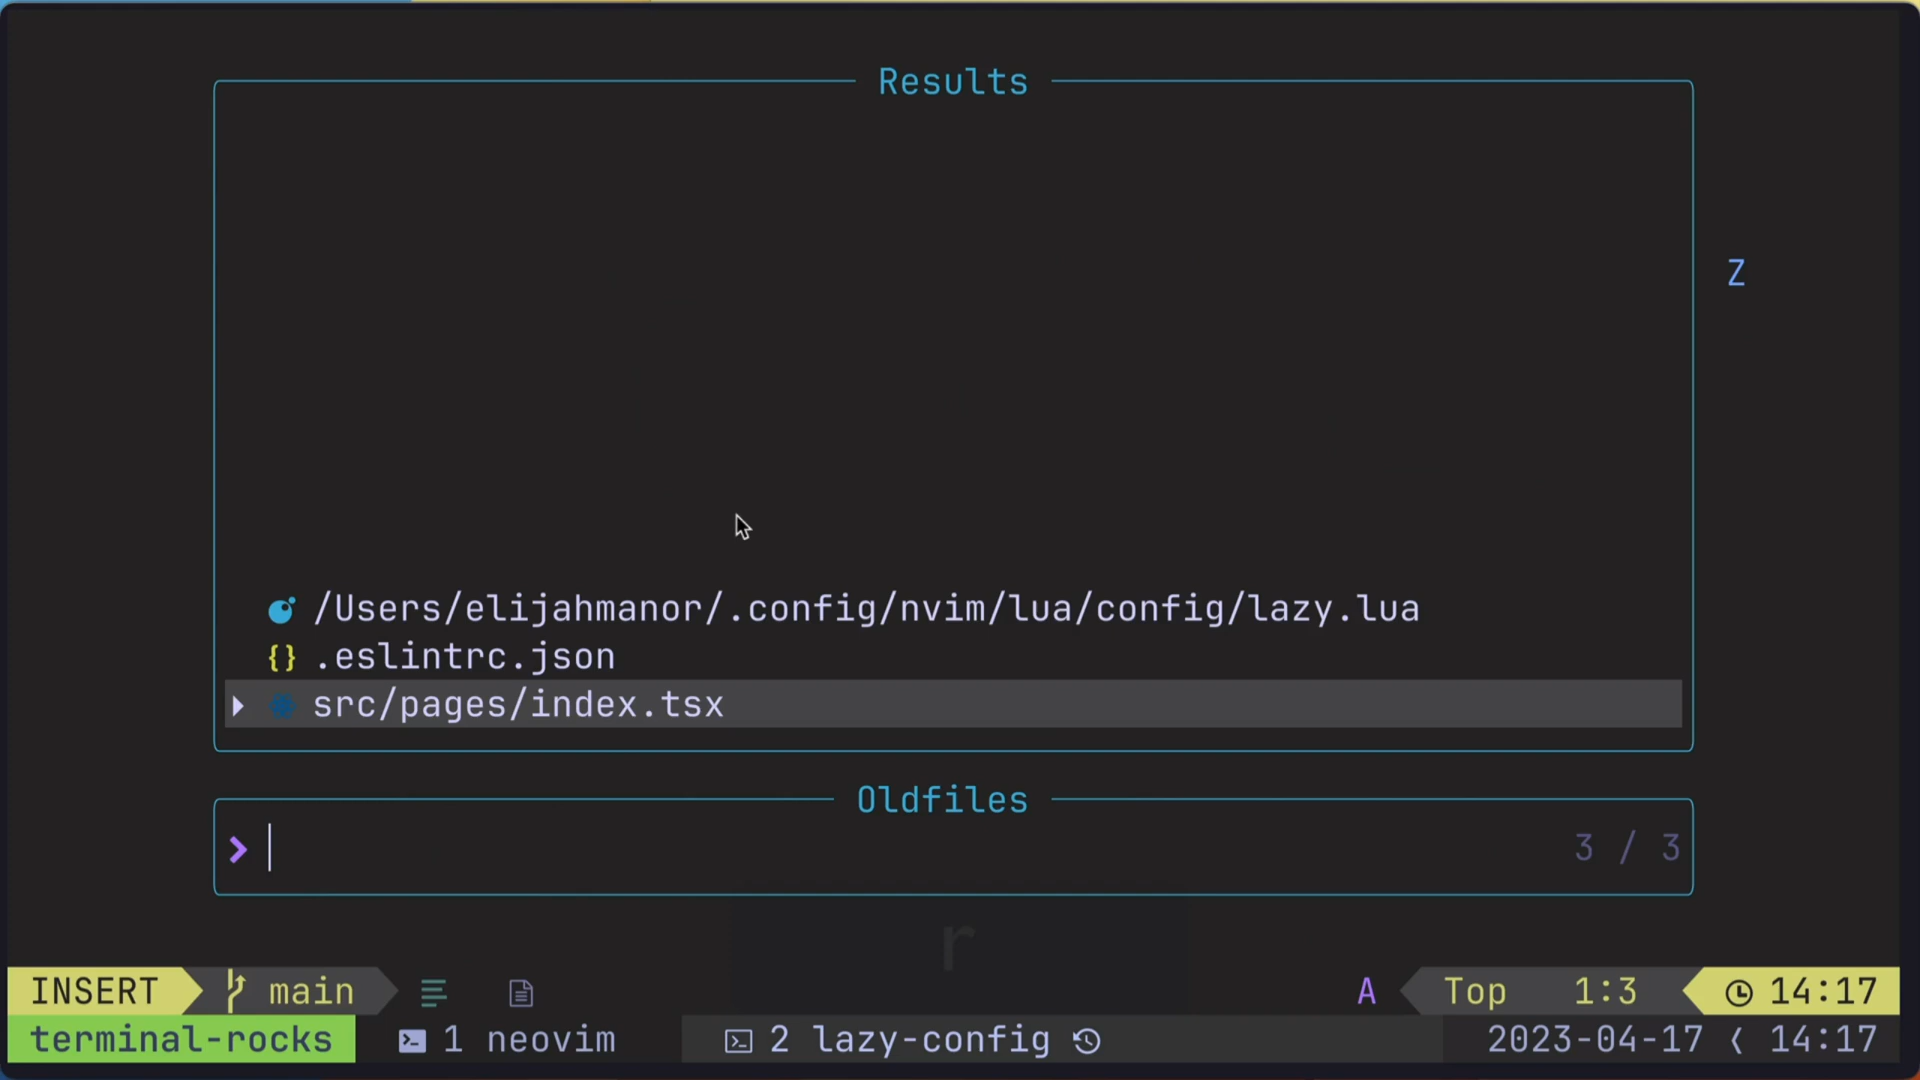 Results
Z
/Users/elijahmanor/.config/nvim/lua/config/lazy.lua
{} .eslintrc.json
src/pages/index.tsx
Oldfiles
3 / 3
r
INSERT main A Top 1:3 14:17
terminal-rocks 1 neovim 2 lazy-config 2023-04-17 14:17